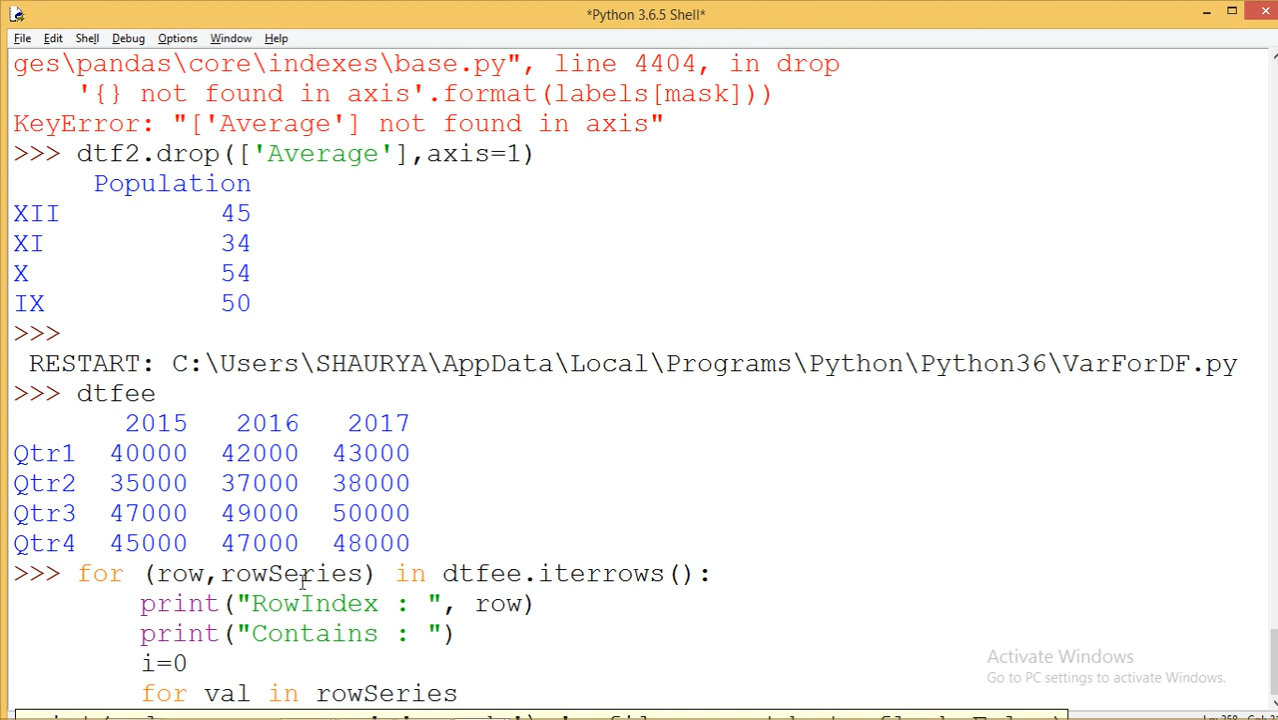 *Python 3.6.5 Shell*
File Edit Shell Debug Options Window Help
ges\pandas\core\indexes\base.py", line 4404, in drop
    '{} not found in axis'.format(labels[mask]))
KeyError: "['Average'] not found in axis"
>>> dtf2.drop(['Average'],axis=1)
     Population
XII          45
XI           34
X            54
IX           50
>>>
 RESTART: C:\Users\SHAURYA\AppData\Local\Programs\Python\Python36\VarForDF.py
>>> dtfee
       2015   2016   2017
Qtr1  40000  42000  43000
Qtr2  35000  37000  38000
Qtr3  47000  49000  50000
Qtr4  45000  47000  48000
>>> for (row,rowSeries) in dtfee.iterrows():
        print("RowIndex : ", row)
        print("Contains : ")
        i=0
        for val in rowSeries
Activate Windows
Go to PC settings to activate Windows.